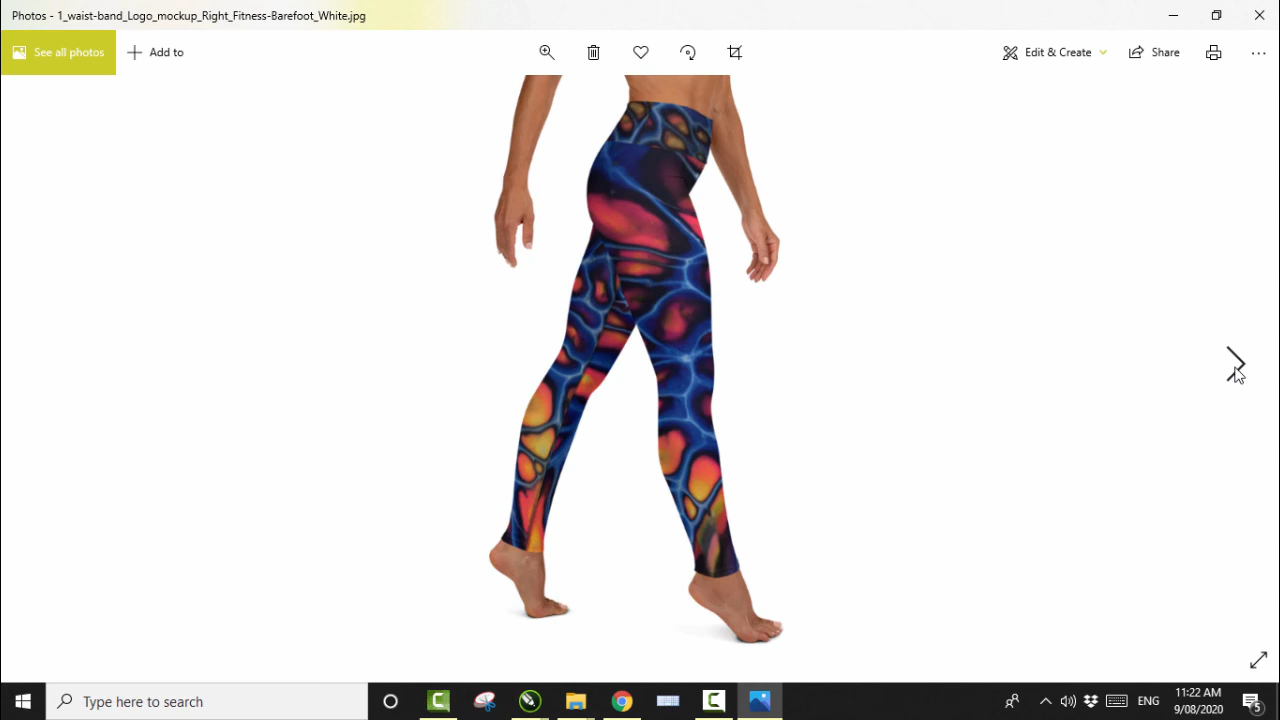 Photos - 1_waist-band_Logo_mockup_Right_Fitness-Barefoot_White.jpg
See all photos
Add to
Edit & Create
Share
Type here to search
ENG
11:22 AM
9/08/2020
5